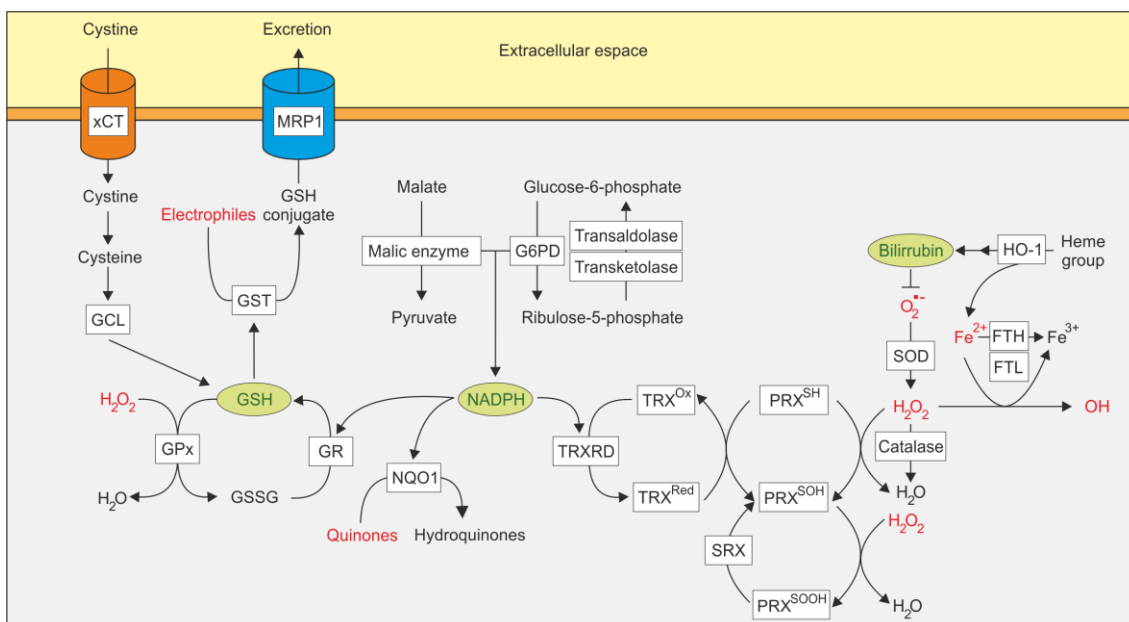 Cystine
Excretion
Extracellular espace
xCT
MRP1
Cystine
Electrophiles
GSH
conjugate
Malate
Glucose-6-phosphate
Cysteine
Malic enzyme
G6PD
Transaldolase
Transketolase
Bilirrubin
HO-1
Heme
group
GST
O2•-
GCL
Pyruvate
Ribulose-5-phosphate
Fe2+
FTH
Fe3+
SOD
FTL
H2O2
GSH
NADPH
TRXOx
PRXSH
H2O2
OH
GPx
GR
TRXRD
Catalase
NQO1
H2O
GSSG
TRXRed
PRXSOH
H2O
Quinones
Hydroquinones
H2O2
SRX
PRXSOOH
H2O